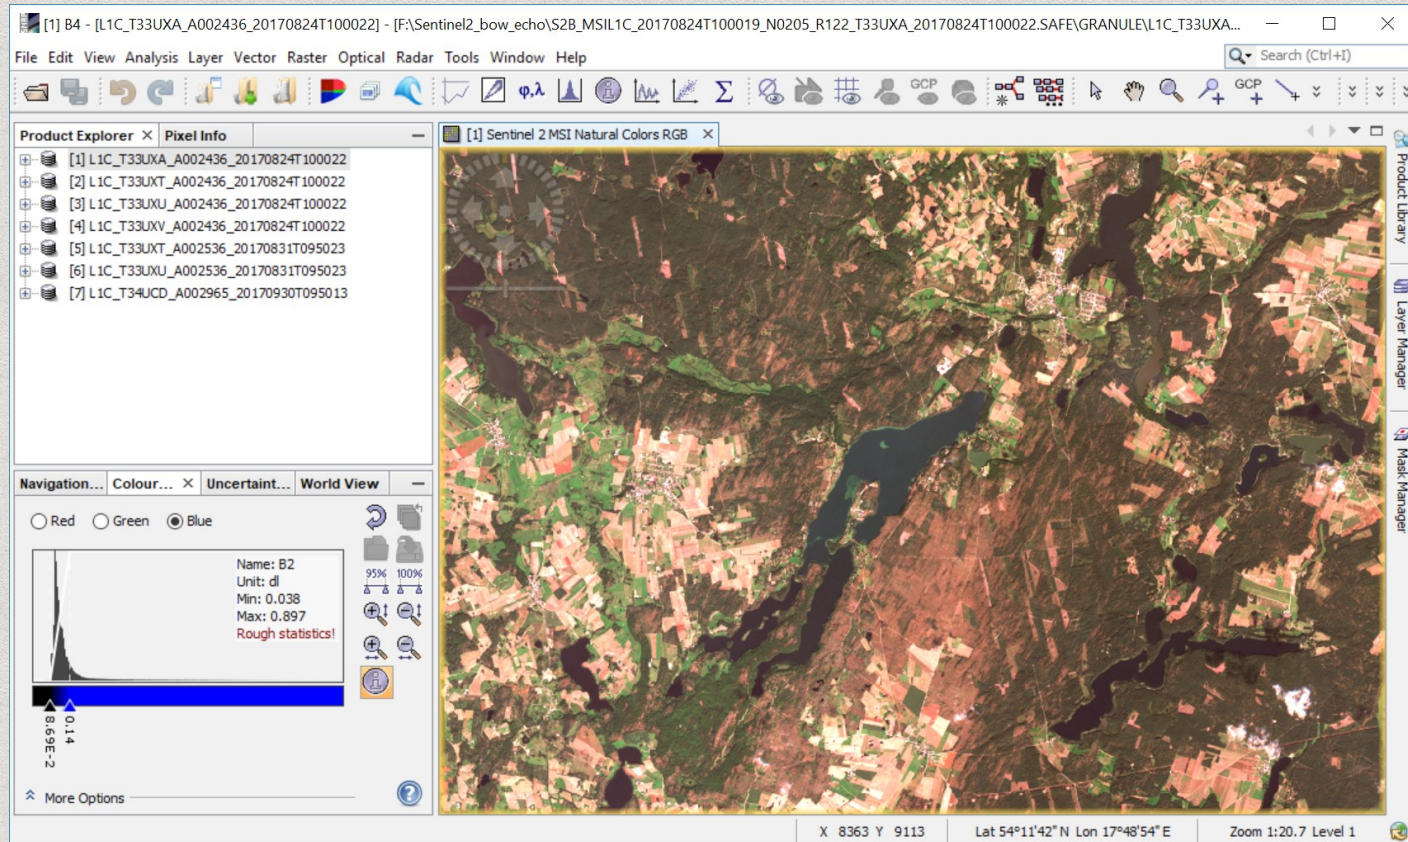 [1] B4 - [L1C_T33UXA_A002436_20170824T100022] - [F:\Sentinel2_bow_echo\S2B_MSIL1C_20170824T100019_N0205_R122_T33UXA_20170824T100022.SAFE\GRANULE\L1C_T33UXA...
File Edit View Analysis Layer Vector Raster Optical Radar Tools Window Help
Search (Ctrl+I)
φ,λ
Σ
GCP
GCP
Product Explorer
Pixel Info
[1] L1C_T33UXA_A002436_20170824T100022
[2] L1C_T33UXT_A002436_20170824T100022
[3] L1C_T33UXU_A002436_20170824T100022
[4] L1C_T33UXV_A002436_20170824T100022
[5] L1C_T33UXT_A002536_20170831T095023
[6] L1C_T33UXU_A002536_20170831T095023
[7] L1C_T34UCD_A002965_20170930T095013
[1] Sentinel 2 MSI Natural Colors RGB
Product Library
Layer Manager
Mask Manager
Navigation... Colour... Uncertaint... World View
Red Green Blue
Name: B2
Unit: dl
Min: 0.038
Max: 0.897
Rough statistics!
95% 100%
8.69E-2
0.14
More Options
X 8363 Y 9113
Lat 54°11'42" N Lon 17°48'54" E
Zoom 1:20.7 Level 1